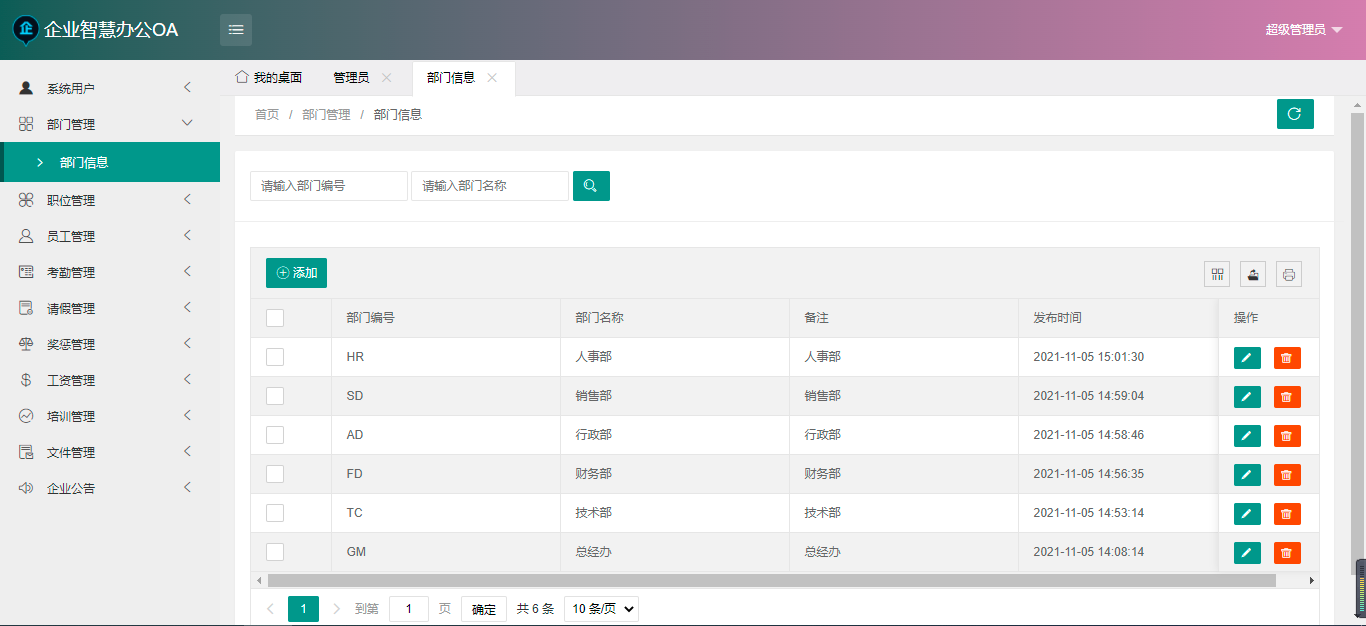 企业智慧办公OA
超级管理员
系统用户
部门管理
部门信息
职位管理
员工管理
考勤管理
请假管理
奖惩管理
工资管理
培训管理
文件管理
企业公告
我的桌面 管理员 部门信息
首页 / 部门管理 / 部门信息
请输入部门编号 请输入部门名称
添加
部门编号 部门名称 备注 发布时间 操作
HR 人事部 人事部 2021-11-05 15:01:30
SD 销售部 销售部 2021-11-05 14:59:04
AD 行政部 行政部 2021-11-05 14:58:46
FD 财务部 财务部 2021-11-05 14:56:35
TC 技术部 技术部 2021-11-05 14:53:14
GM 总经办 总经办 2021-11-05 14:08:14
1 到第 1 页 确定 共 6 条 10 条/页